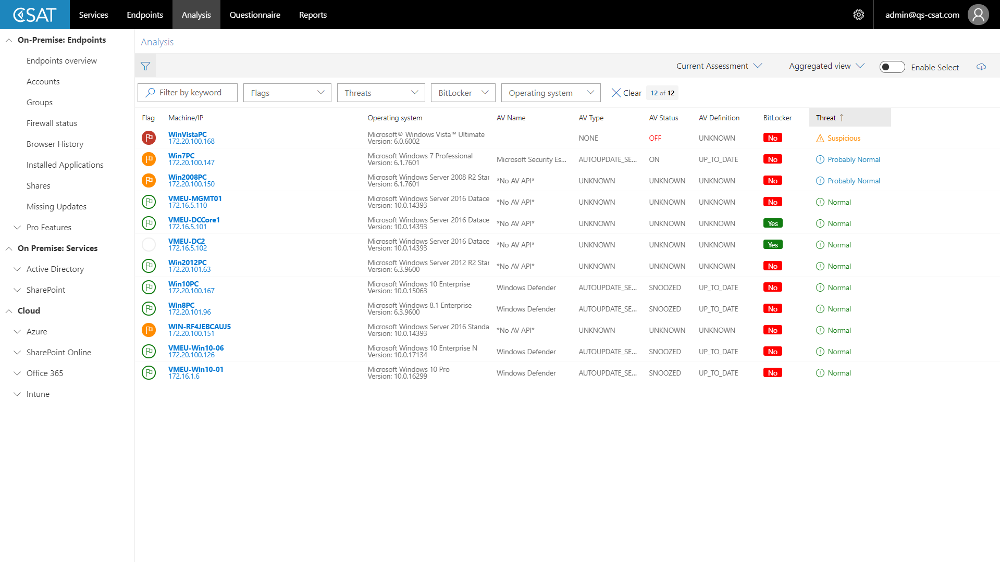 CSAT Services Endpoints Analysis Questionnaire Reports admin@qs-csat.com
On-Premise: Endpoints
Endpoints overview
Accounts
Groups
Firewall status
Browser History
Installed Applications
Shares
Missing Updates
Pro Features
On Premise: Services
Active Directory
SharePoint
Cloud
Azure
SharePoint Online
Office 365
Intune
Analysis
Current Assessment Aggregated view Enable Select
Filter by keyword Flags Threats BitLocker Operating system Clear 12 of 12
Flag Machine/IP Operating system AV Name AV Type AV Status AV Definition BitLocker Threat ↑
WinVistaPC Microsoft® Windows Vista™ Ultimate
172.20.100.168 Version: 6.0.6002 NONE OFF UNKNOWN No Suspicious
Win7PC Microsoft Windows 7 Professional
172.20.100.147 Version: 6.1.7601 Microsoft Security Es... AUTOUPDATE_SE... ON UP_TO_DATE No Probably Normal
Win2008PC Microsoft Windows Server 2008 R2 Star
172.20.100.150 Version: 6.1.7601 *No AV API* UNKNOWN UNKNOWN UNKNOWN No Probably Normal
VMEU-MGMT01 Microsoft Windows Server 2016 Datace
172.16.5.110 Version: 10.0.14393 *No AV API* UNKNOWN UNKNOWN UNKNOWN No Normal
VMEU-DCCore1 Microsoft Windows Server 2016 Datace
172.16.5.101 Version: 10.0.14393 *No AV API* UNKNOWN UNKNOWN UNKNOWN Yes Normal
VMEU-DC2 Microsoft Windows Server 2016 Datace
172.16.5.102 Version: 10.0.14393 *No AV API* UNKNOWN UNKNOWN UNKNOWN Yes Normal
Win2012PC Microsoft Windows Server 2012 R2 Star
172.20.101.63 Version: 6.3.9600 *No AV API* UNKNOWN UNKNOWN UNKNOWN No Normal
Win10PC Microsoft Windows 10 Enterprise
172.20.100.167 Version: 10.0.15063 Windows Defender AUTOUPDATE_SE... SNOOZED UP_TO_DATE No Normal
Win8PC Microsoft Windows 8.1 Enterprise
172.20.101.96 Version: 6.3.9600 Windows Defender AUTOUPDATE_SE... SNOOZED UP_TO_DATE No Normal
WIN-RF4JEBCAUJ5 Microsoft Windows Server 2016 Standa
172.20.100.151 Version: 10.0.14393 *No AV API* UNKNOWN UNKNOWN UNKNOWN No Normal
VMEU-Win10-06 Microsoft Windows 10 Enterprise N
172.20.100.126 Version: 10.0.17134 Windows Defender AUTOUPDATE_SE... SNOOZED UP_TO_DATE No Normal
VMEU-Win10-01 Microsoft Windows 10 Pro
172.16.1.6 Version: 10.0.16299 Windows Defender AUTOUPDATE_SE... SNOOZED UP_TO_DATE No Normal